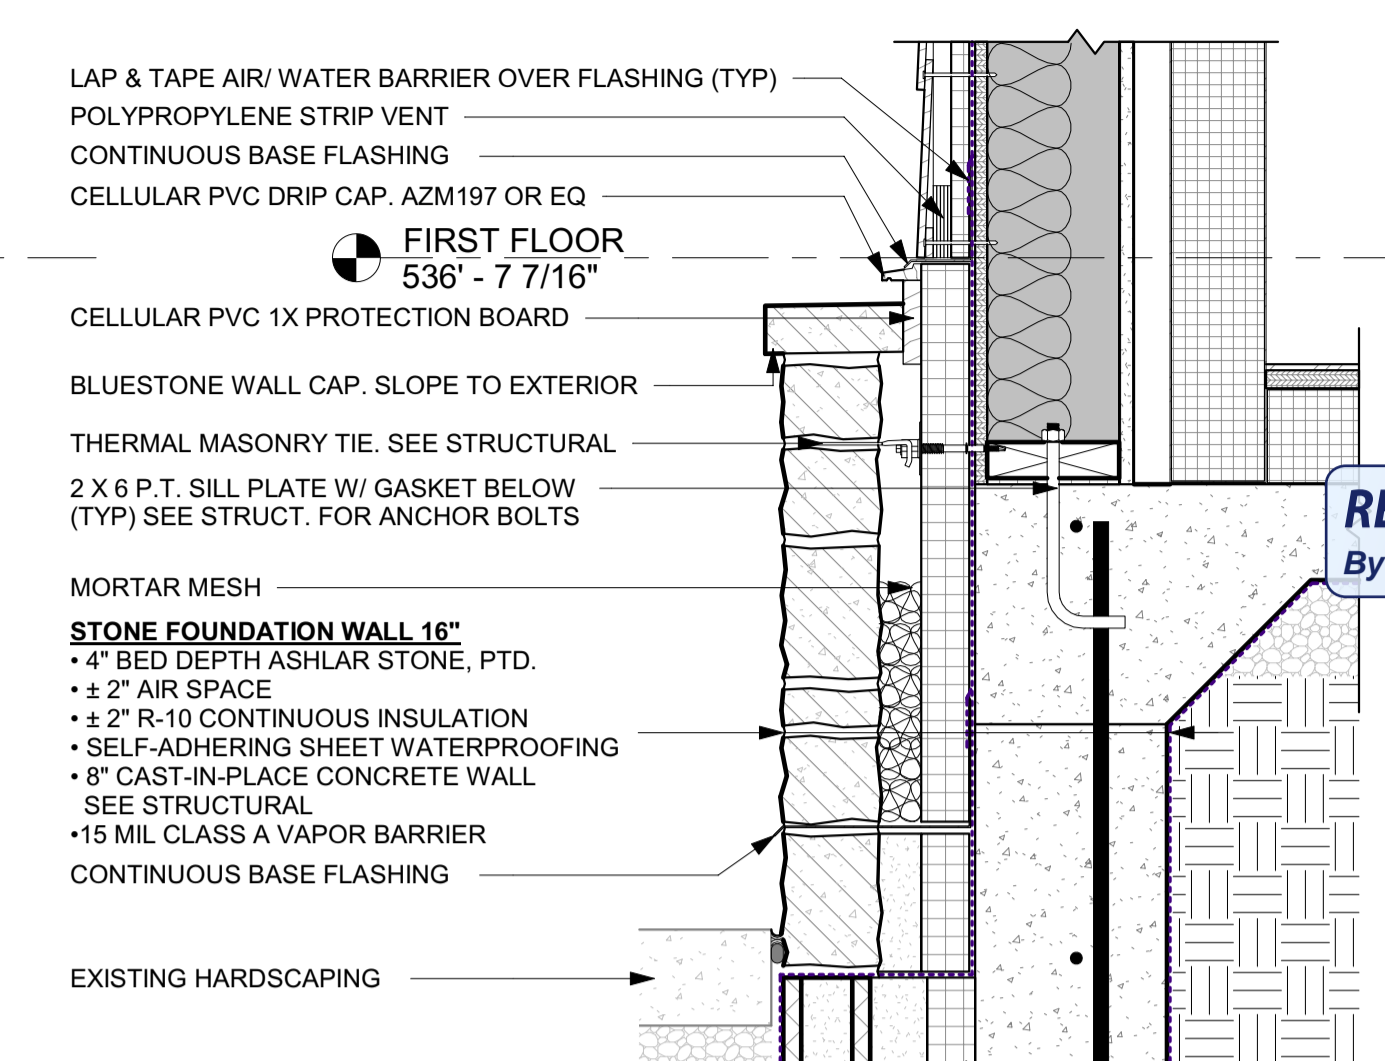 LAP & TAPE AIR/ WATER BARRIER OVER FLASHING (TYP)
POLYPROPYLENE STRIP VENT
CONTINUOUS BASE FLASHING
CELLULAR PVC DRIP CAP. AZM197 OR EQ
FIRST FLOOR
536' - 7 7/16"
CELLULAR PVC 1X PROTECTION BOARD
BLUESTONE WALL CAP. SLOPE TO EXTERIOR
THERMAL MASONRY TIE. SEE STRUCTURAL
2 X 6 P.T. SILL PLATE W/ GASKET BELOW
(TYP) SEE STRUCT. FOR ANCHOR BOLTS
MORTAR MESH
STONE FOUNDATION WALL 16"
• 4" BED DEPTH ASHLAR STONE, PTD.
• ± 2" AIR SPACE
• ± 2" R-10 CONTINUOUS INSULATION
• SELF-ADHERING SHEET WATERPROOFING
• 8" CAST-IN-PLACE CONCRETE WALL
SEE STRUCTURAL
•15 MIL CLASS A VAPOR BARRIER
CONTINUOUS BASE FLASHING
EXISTING HARDSCAPING
By